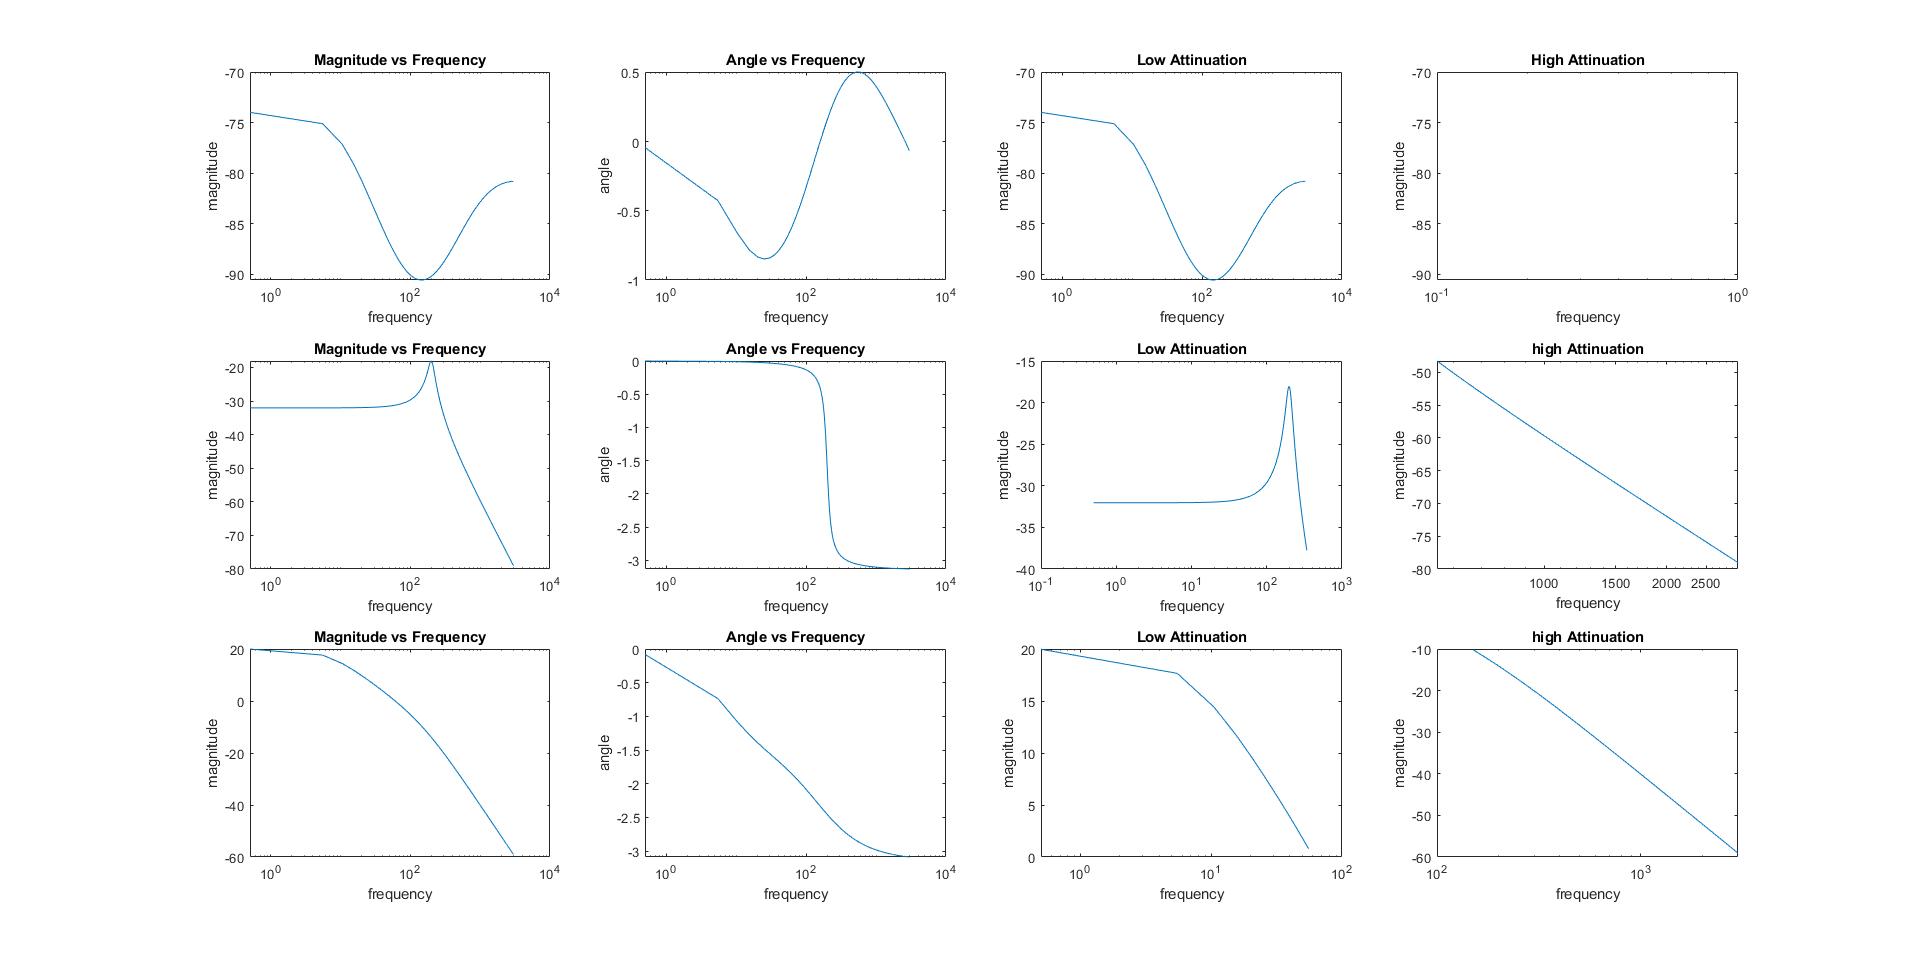 Magnitude vs Frequency
-70
-75
-80
-85
-90
magnitude
10^0
10^2
10^4
frequency
Angle vs Frequency
0.5
0
-0.5
-1
angle
10^0
10^2
10^4
frequency
Low Attinuation
-70
-75
-80
-85
-90
magnitude
10^0
10^2
10^4
frequency
High Attinuation
-70
-75
-80
-85
-90
magnitude
10^-1
10^0
frequency
Magnitude vs Frequency
-20
-30
-40
-50
-60
-70
-80
magnitude
10^0
10^2
10^4
frequency
Angle vs Frequency
0
-0.5
-1
-1.5
-2
-2.5
-3
angle
10^0
10^2
10^4
frequency
Low Attinuation
-15
-20
-25
-30
-35
-40
magnitude
10^-1
10^0
10^1
10^2
10^3
frequency
high Attinuation
-50
-55
-60
-65
-70
-75
-80
magnitude
1000
1500
2000
2500
frequency
Magnitude vs Frequency
20
0
-20
-40
-60
magnitude
10^0
10^2
10^4
frequency
Angle vs Frequency
0
-0.5
-1
-1.5
-2
-2.5
-3
angle
10^0
10^2
10^4
frequency
Low Attinuation
20
15
10
5
0
magnitude
10^0
10^1
10^2
frequency
high Attinuation
-10
-20
-30
-40
-50
-60
magnitude
10^2
10^3
frequency